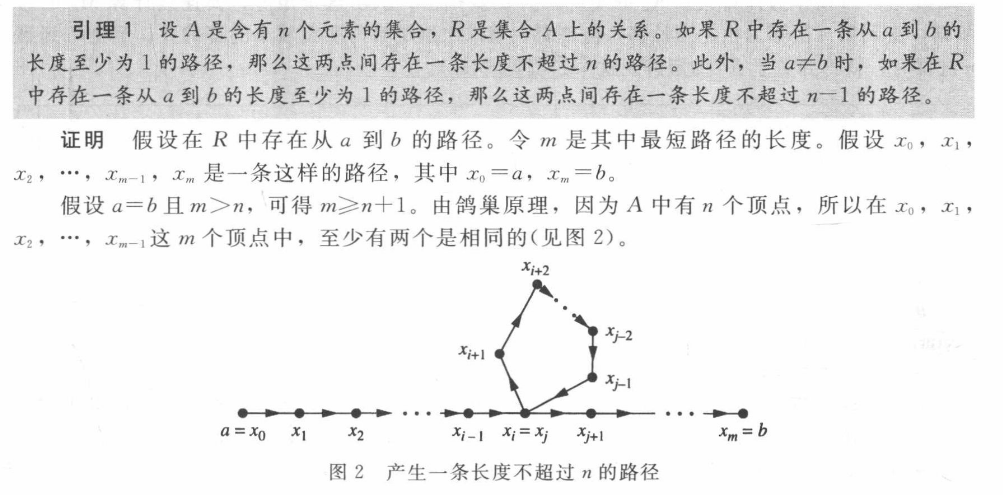 引理1 设A是含有n个元素的集合，R是集合A上的关系。如果R中存在一条从a到b的
长度至少为1的路径，那么这两点间存在一条长度不超过n的路径。此外，当a≠b时，如果在R
中存在一条从a到b的长度至少为1的路径，那么这两点间存在一条长度不超过n−1的路径。
证明 假设在R中存在从a到b的路径。令m是其中最短路径的长度。假设x₀，x₁，
x₂，…，xₘ₋₁，xₘ是一条这样的路径，其中x₀=a，xₘ=b。
假设a=b且m>n，可得m≥n+1。由鸽巢原理，因为A中有n个顶点，所以在x₀，x₁，
x₂，…，xₘ₋₁这m个顶点中，至少有两个是相同的(见图2)。
xᵢ₊₂
xⱼ₋₂
xᵢ₊₁
xⱼ₋₁
a=x₀ x₁ x₂ … xᵢ₋₁ xᵢ=xⱼ xⱼ₊₁ … xₘ=b
图2 产生一条长度不超过n的路径